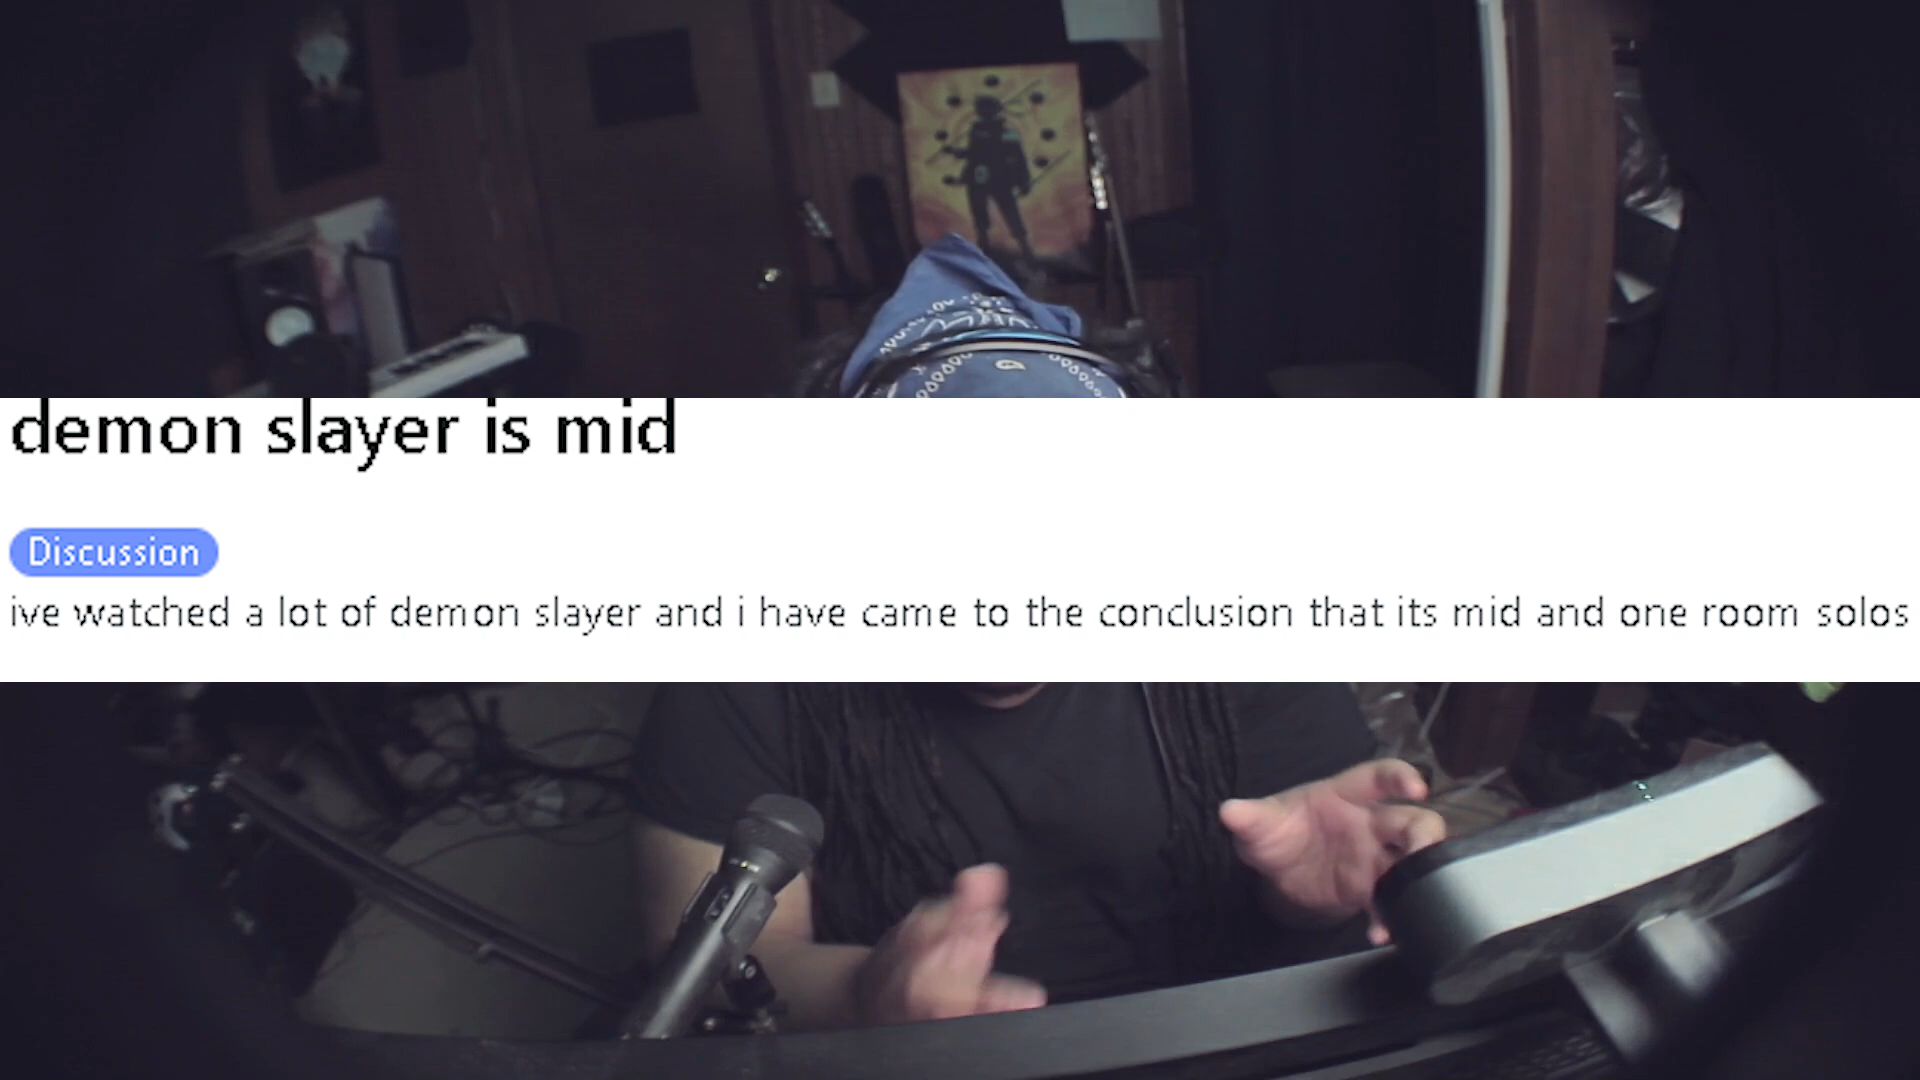 demon slayer is mid
Discussion
ive watched a lot of demon slayer and i have came to the conclusion that its mid and one room solos